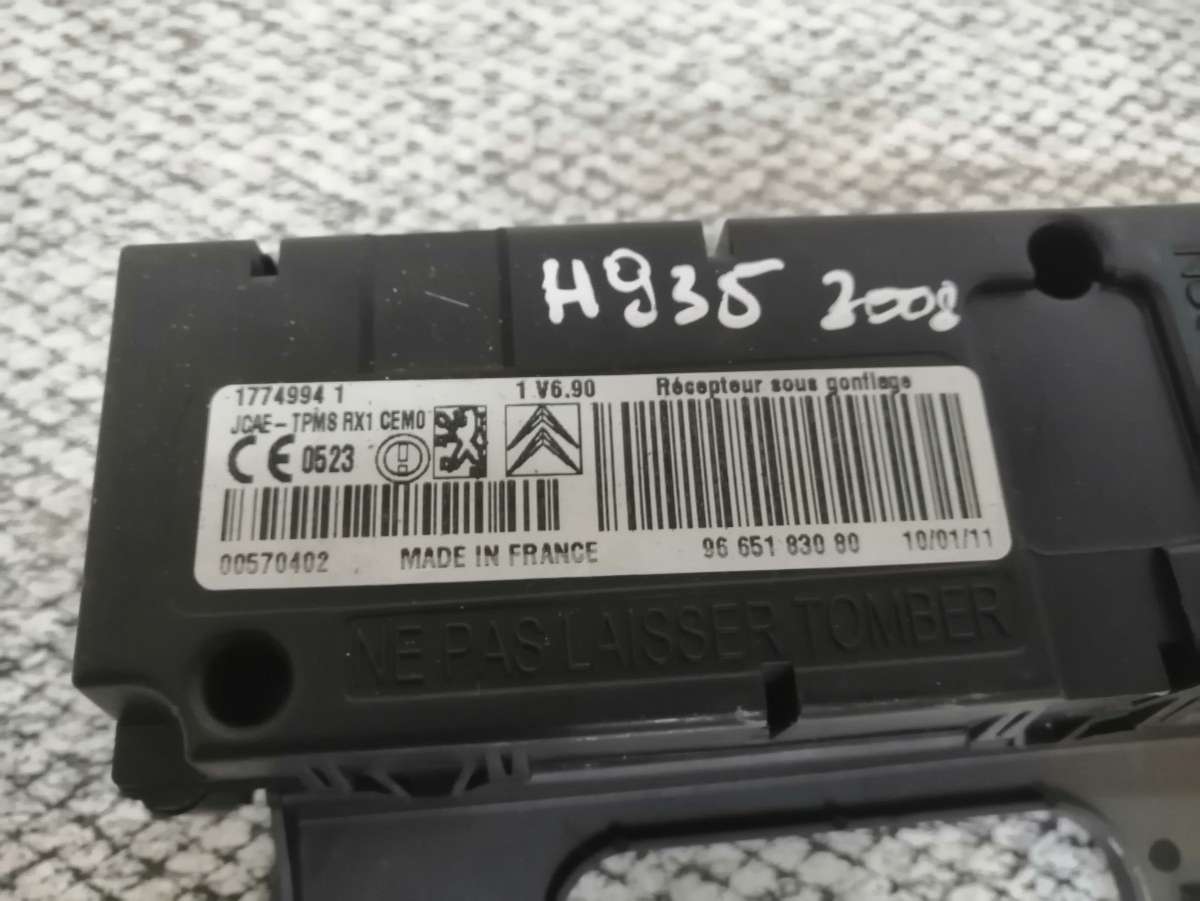 H935 2008
1774994 1 1 V6.90 Récepteur sous gonflage
JCAE-TPMS RX1 CEM0
CE 0523
00570402 MADE IN FRANCE 96 651 830 80 10/01/11
NE PAS LAISSER TOMBER